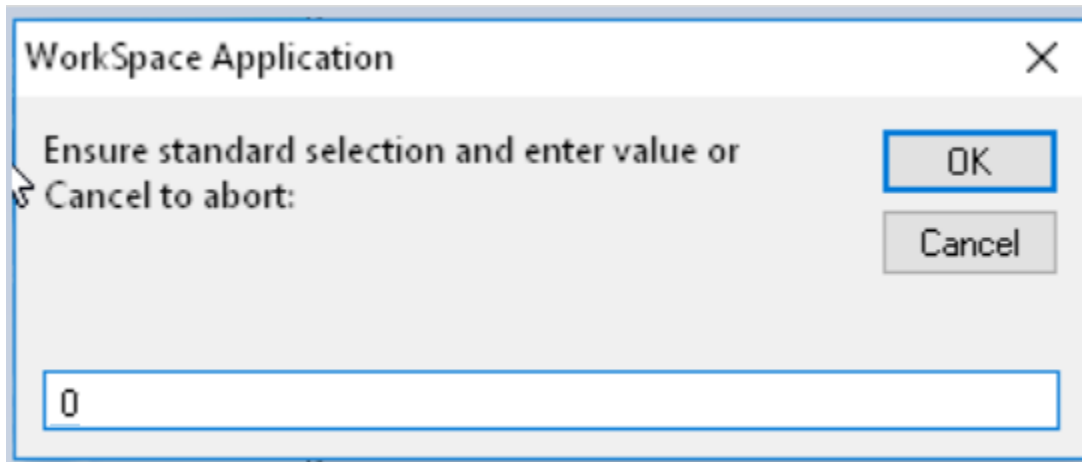 WorkSpace Application
Ensure standard selection and enter value or
Cancel to abort:
OK
Cancel
0